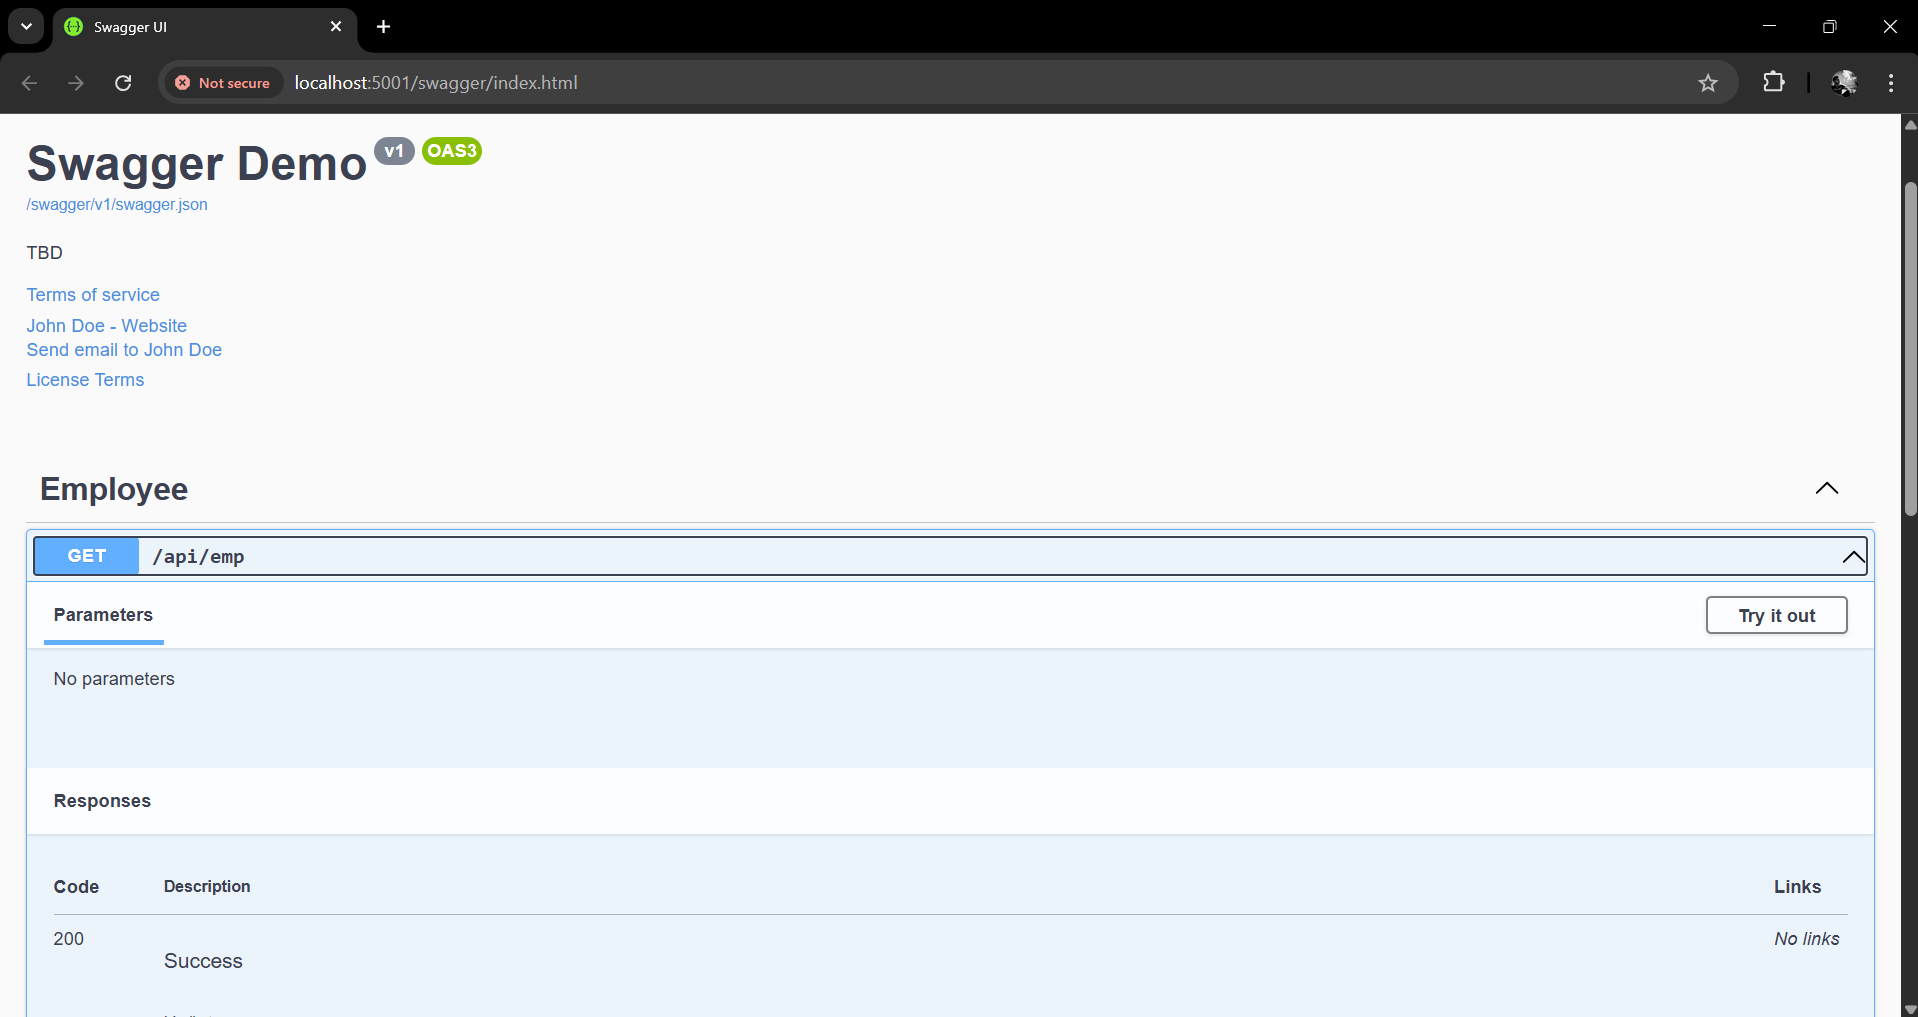 Swagger UI
Not secure localhost:5001/swagger/index.html
Swagger Demo v1 OAS3
/swagger/v1/swagger.json
TBD
Terms of service
John Doe - Website
Send email to John Doe
License Terms
Employee
GET /api/emp
Parameters Try it out
No parameters
Responses
Code Description Links
200 No links
Success